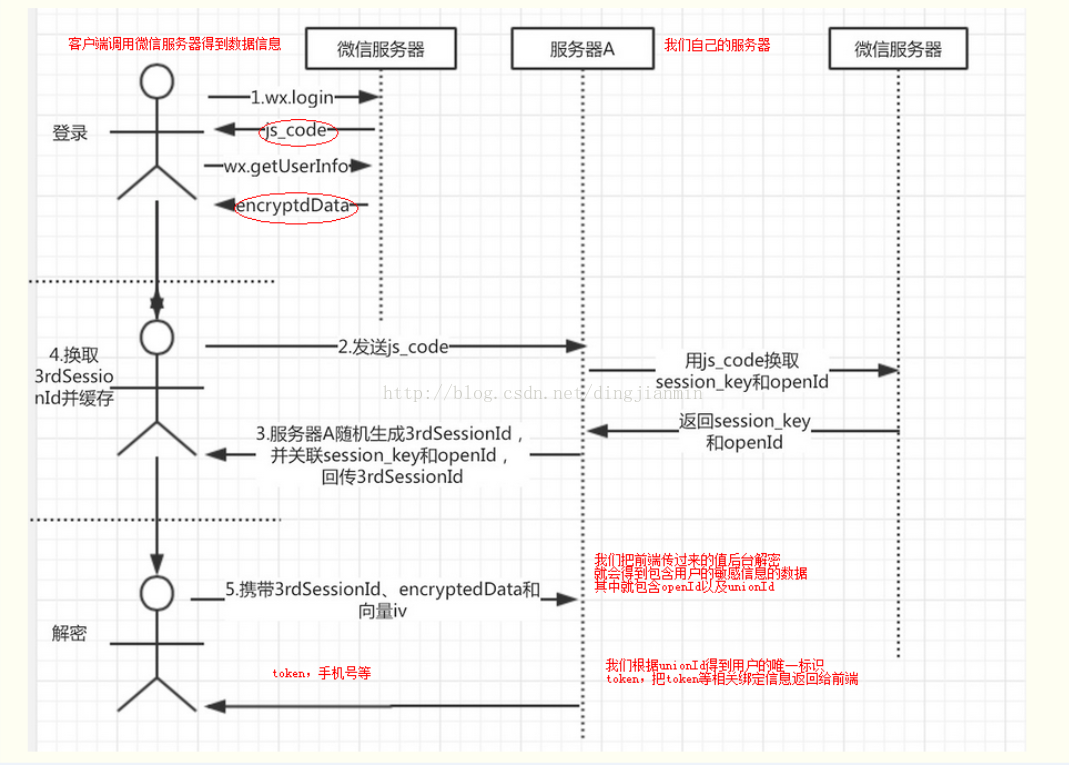 客户端调用微信服务器得到数据信息
微信服务器
服务器A
我们自己的服务器
微信服务器
1.wx.login
登录
js_code
wx.getUserInfo
encryptdData
4.换取
3rdSessio
nId并缓存
2.发送js_code
用js_code换取
session_key和openId
http://blog.csdn.net/dingjianmin
返回session_key
和openId
3.服务器A随机生成3rdSessionId，
并关联session_key和openId，
回传3rdSessionId
我们把前端传过来的值后台解密
就会得到包含用户的敏感信息的数据
其中就包含openId以及unionId
5.携带3rdSessionId、encryptedData和
向量iv
解密
token，手机号等
我们根据unionId得到用户的唯一标识
token，把token等相关绑定信息返回给前端